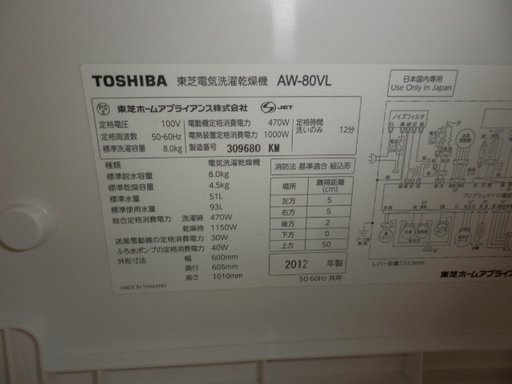 TOSHIBA 東芝電気洗濯乾燥機 AW-80VL
東芝ホームアプライアンス株式会社 S JET
定格電圧 100V 電動機定格消費電力 470W
定格周波数 50-60Hz 電熱装置定格消費電力 1000W
標準洗濯容量 8.0kg 製造番号 309680 KM
定格時間
洗いのみ 12分
種類 電気洗濯乾燥機
標準脱水容量 8.0kg
標準乾燥容量 4.5kg
標準水量 51L
標準使用水量 93L
総合定格消費電力 洗濯時 470W
乾燥時 1150W
送風電動機の定格消費電力 30W
ふろ水ポンプの定格消費電力 40W
外形寸法 幅 600mm
奥行 605mm
高さ 1010mm
MADE IN THAILAND
消防法 基準適合 組込形
場所 離隔距離(cm)
左方 5
右方 5
後方 2
下方 0
上方 50
2012 年製
50-60Hz 共用
日本国内専用
Use Only in Japan
ノイズフィルタ
東芝ホームアプライ